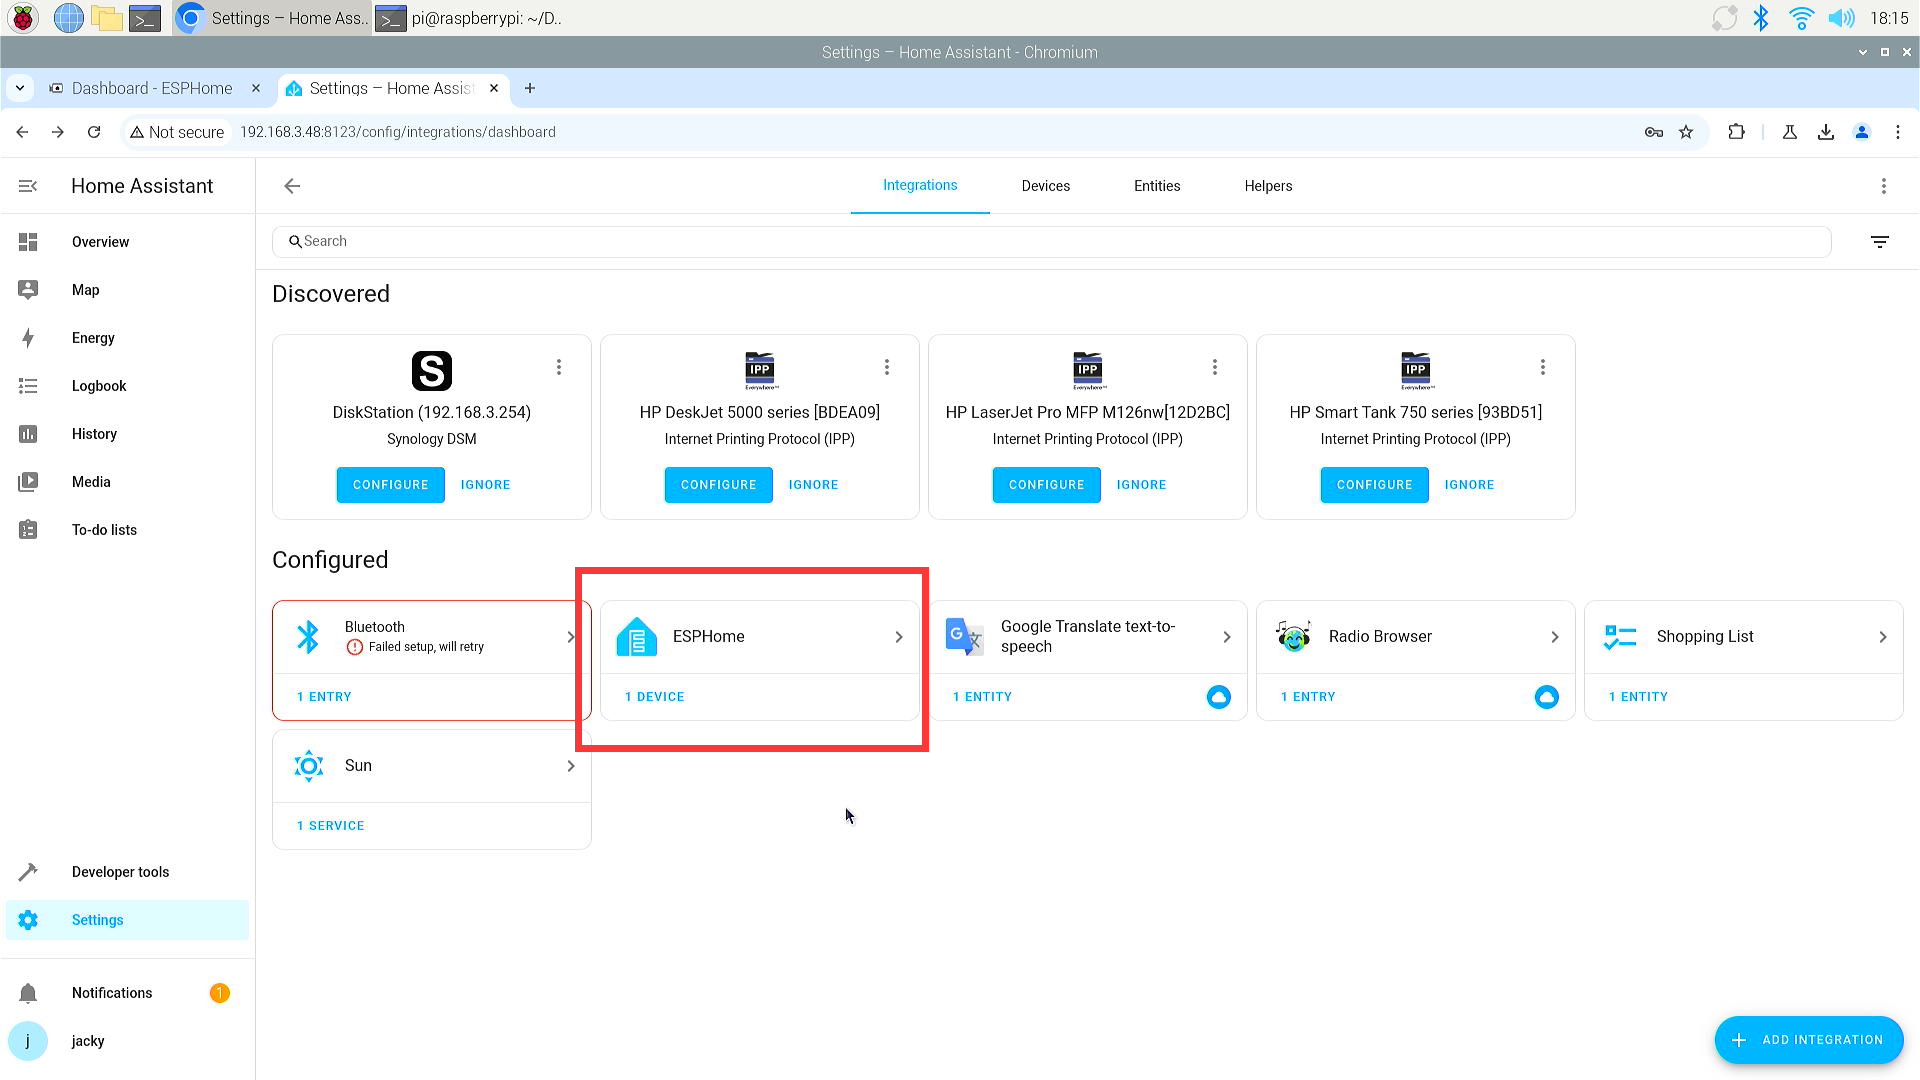 Settings – Home Ass..
pi@raspberrypi: ~/D..
18:15
Settings – Home Assistant - Chromium
Dashboard - ESPHome
Settings – Home Assist
Not secure
192.168.3.48:8123/config/integrations/dashboard
Home Assistant
Integrations
Devices
Entities
Helpers
Overview
Map
Energy
Logbook
History
Media
To-do lists
Developer tools
Settings
Notifications
1
j
jacky
Search
Discovered
S
DiskStation (192.168.3.254)
Synology DSM
CONFIGURE
IGNORE
IPP
Everywhere
HP DeskJet 5000 series [BDEA09]
Internet Printing Protocol (IPP)
CONFIGURE
IGNORE
IPP
Everywhere
HP LaserJet Pro MFP M126nw[12D2BC]
Internet Printing Protocol (IPP)
CONFIGURE
IGNORE
IPP
Everywhere
HP Smart Tank 750 series [93BD51]
Internet Printing Protocol (IPP)
CONFIGURE
IGNORE
Configured
Bluetooth
Failed setup, will retry
1 ENTRY
ESPHome
1 DEVICE
G
文
Google Translate text-to-
speech
1 ENTITY
Radio Browser
1 ENTRY
Shopping List
1 ENTITY
Sun
1 SERVICE
ADD INTEGRATION